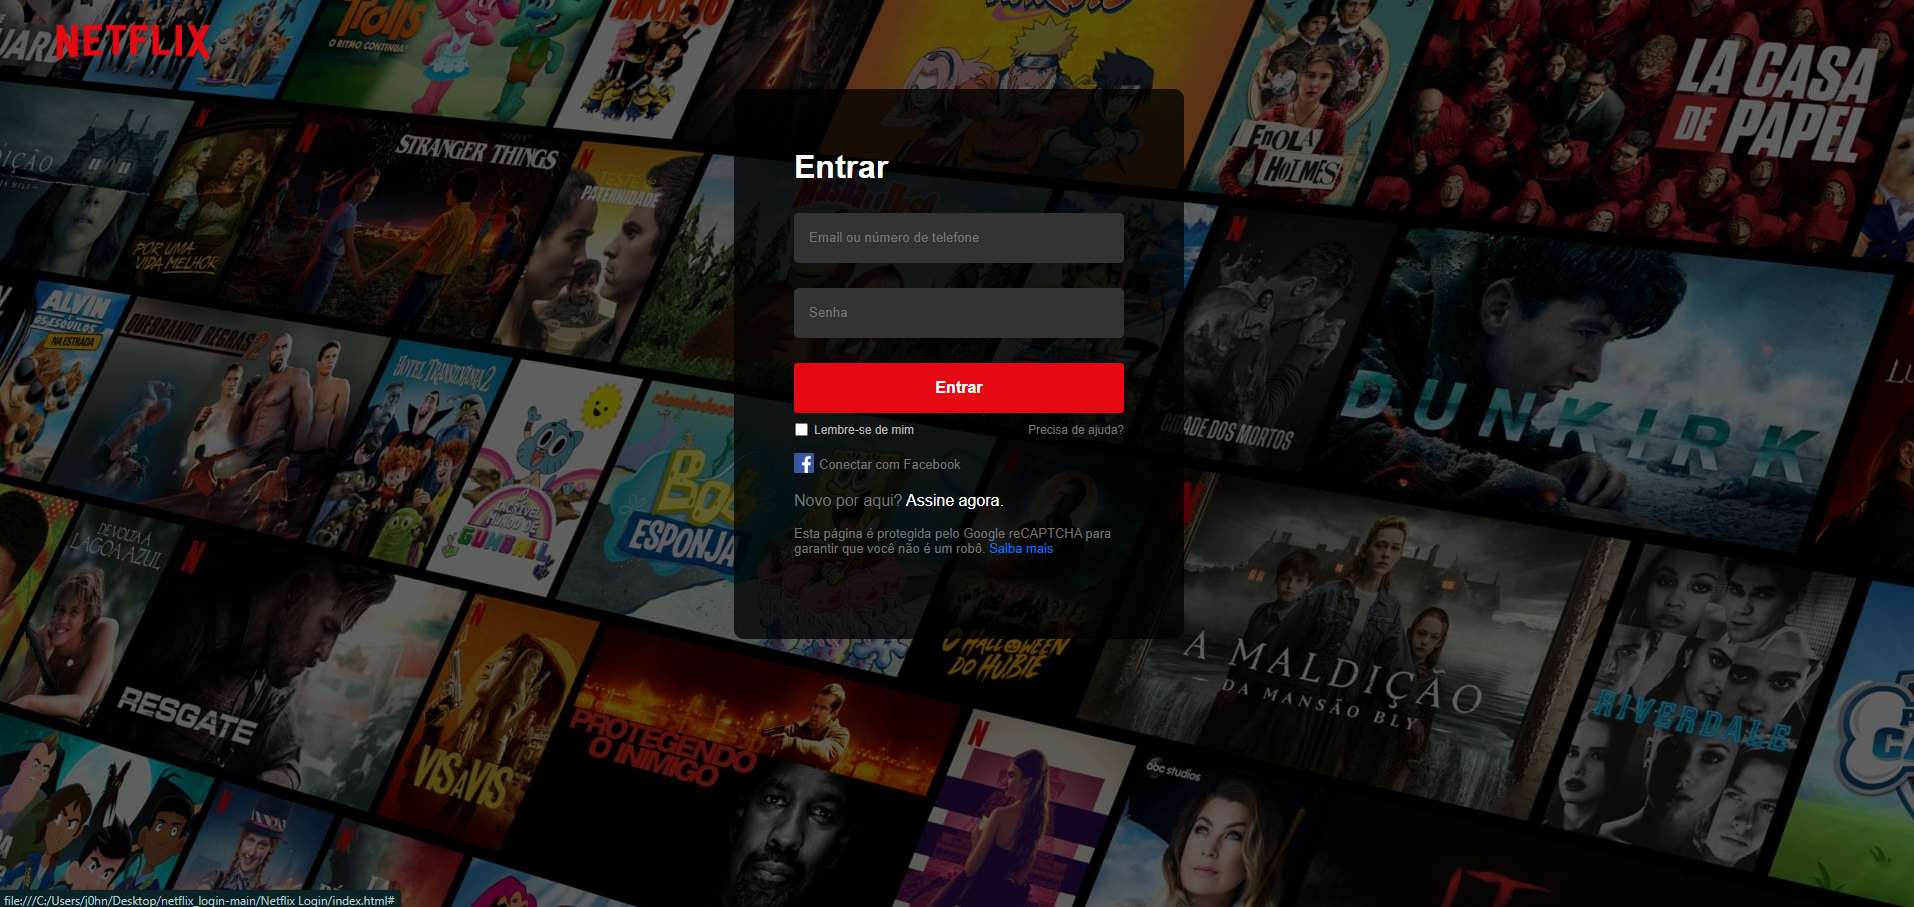 NETFLIX
Trolls
O RITMO CONTINUA!
ENOLA
HOLMES
LA CASA
DE PAPEL
STRANGER THINGS
TESTE DE
PATERNIDADE
POR UMA
VIDA MELHOR
Entrar
Email ou número de telefone
Senha
Entrar
Lembre-se de mim
Precisa de ajuda?
Conectar com Facebook
Novo por aqui? Assine agora.
Esta página é protegida pelo Google reCAPTCHA para
garantir que você não é um robô. Saiba mais
ALVIN
E OS ESQUILOS
NA ESTRADA
QUEBRANDO REGRAS 2
HOTEL TRANSILVÂNIA 2
O INCRÍVEL
MUNDO DE
GUMBALL
nickelodeon
BOB
ESPONJA
CIDADE DOS MORTOS
DUNKIRK
DE VOLTA À
LAGOA AZUL
RESGATE
VIS A VIS
PROTEGENDO
O INIMIGO
O HALLOWEEN
DO HUBIE
A MALDIÇÃO
DA MANSÃO BLY
RIVERDALE
abc studios
IT
file:///C:/Users/j0hn/Desktop/netflix_login-main/Netflix Login/index.html#